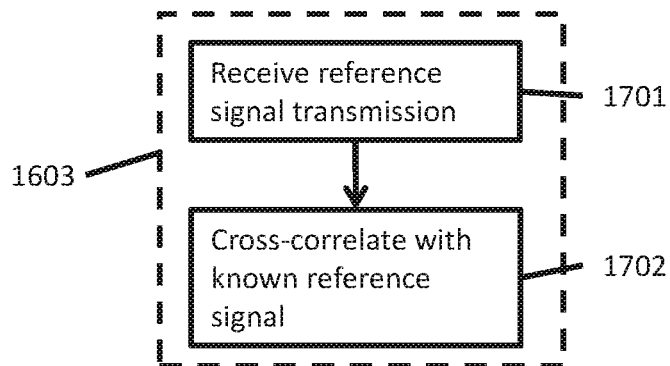 Receive reference
signal transmission
1701
1603
Cross-correlate with
known reference
signal
1702